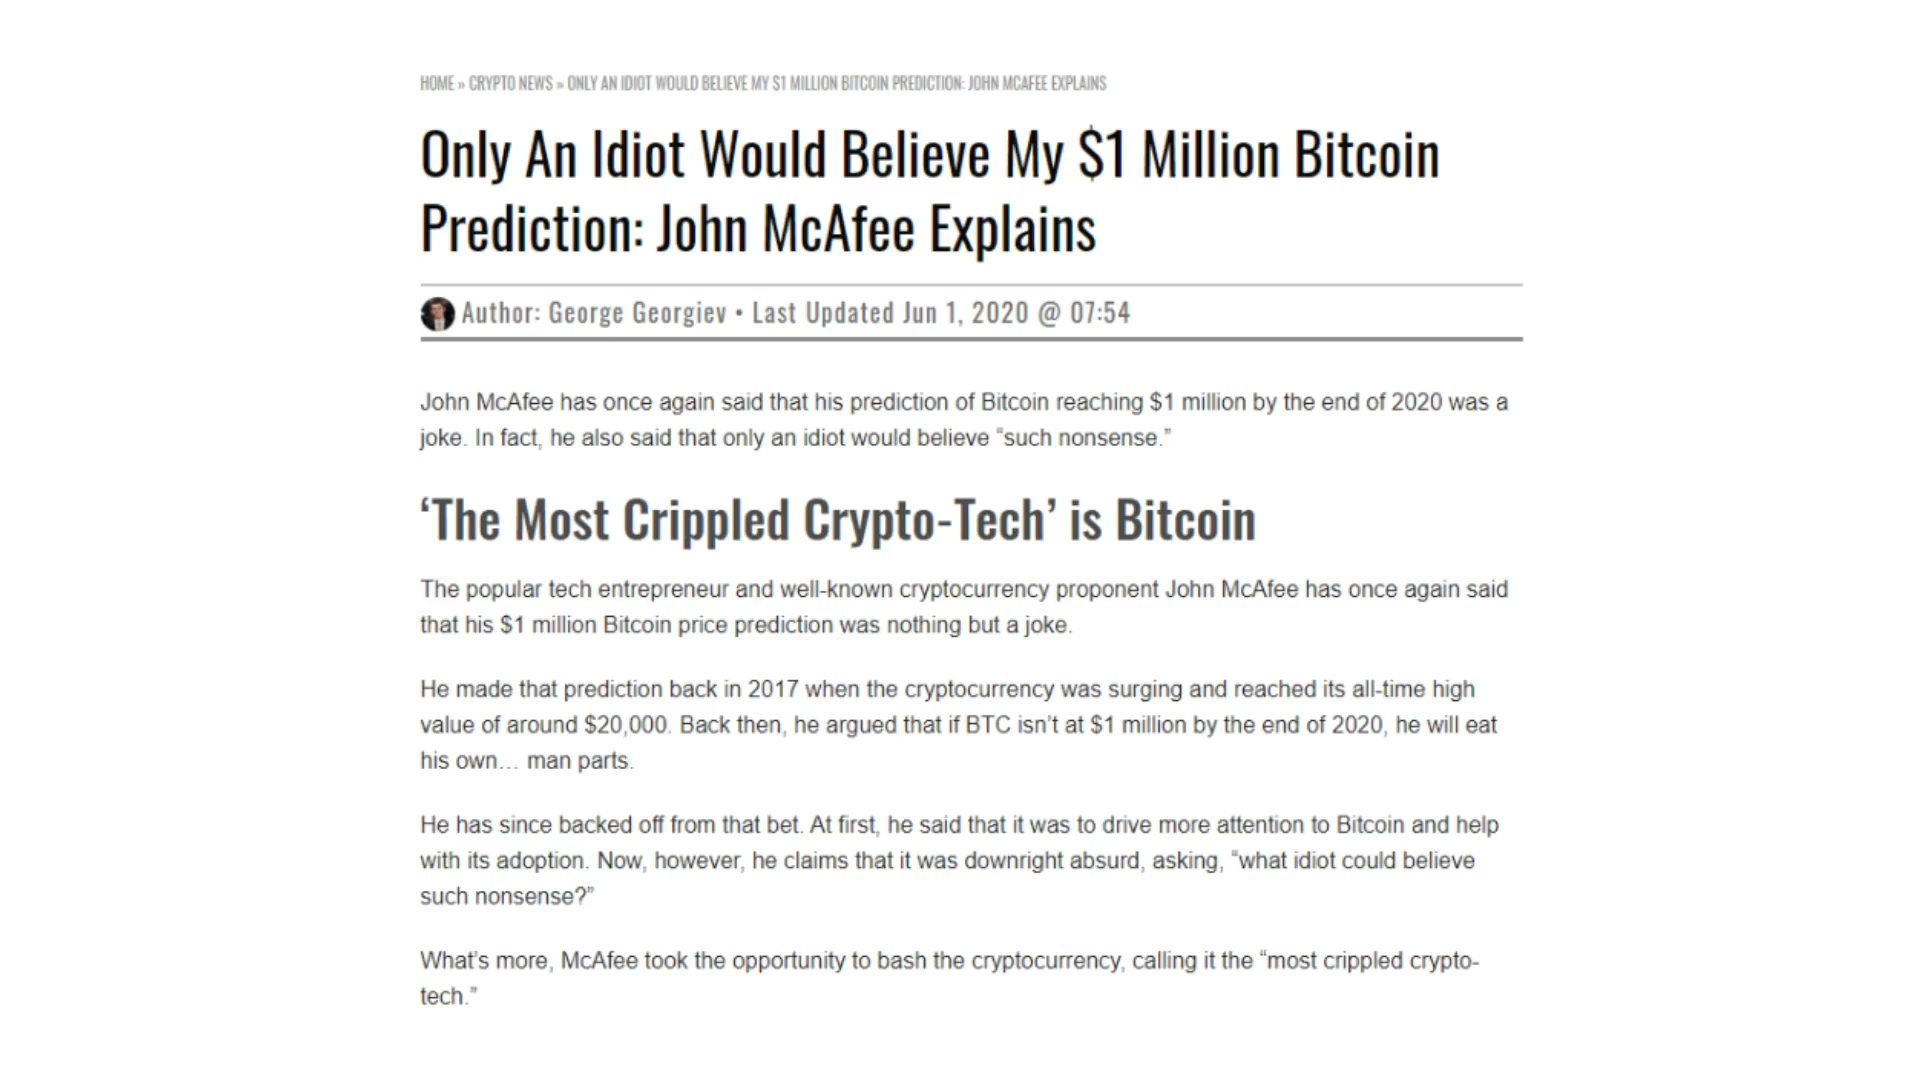 HOME » CRYPTO NEWS » ONLY AN IDIOT WOULD BELIEVE MY $1 MILLION BITCOIN PREDICTION: JOHN MCAFEE EXPLAINS
Only An Idiot Would Believe My $1 Million Bitcoin
Prediction: John McAfee Explains
Author: George Georgiev • Last Updated Jun 1, 2020 @ 07:54
John McAfee has once again said that his prediction of Bitcoin reaching $1 million by the end of 2020 was a
joke. In fact, he also said that only an idiot would believe “such nonsense.”
‘The Most Crippled Crypto-Tech’ is Bitcoin
The popular tech entrepreneur and well-known cryptocurrency proponent John McAfee has once again said
that his $1 million Bitcoin price prediction was nothing but a joke.
He made that prediction back in 2017 when the cryptocurrency was surging and reached its all-time high
value of around $20,000. Back then, he argued that if BTC isn’t at $1 million by the end of 2020, he will eat
his own… man parts.
He has since backed off from that bet. At first, he said that it was to drive more attention to Bitcoin and help
with its adoption. Now, however, he claims that it was downright absurd, asking, “what idiot could believe
such nonsense?”
What’s more, McAfee took the opportunity to bash the cryptocurrency, calling it the “most crippled crypto-
tech.”